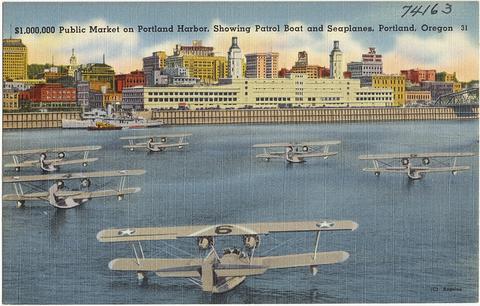 74163
$1,000,000 Public Market on Portland Harbor, Showing Patrol Boat and Seaplanes, Portland, Oregon 31
6